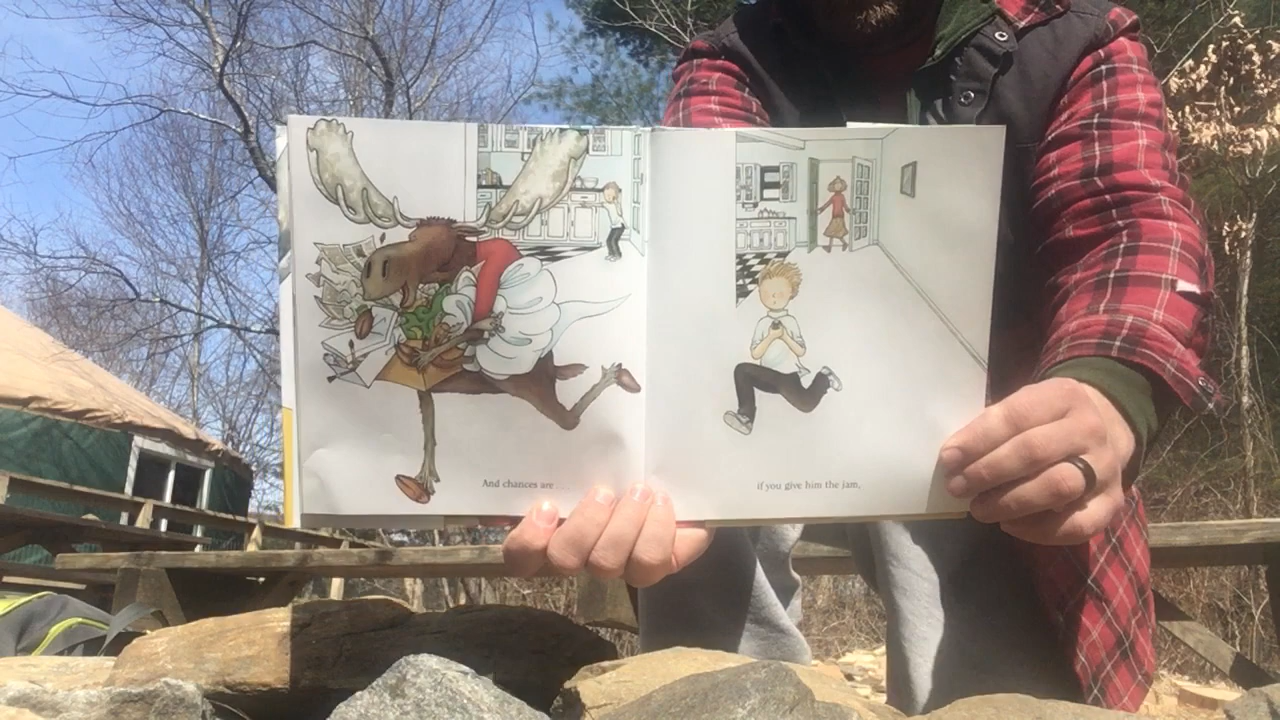 And chances are . . .
if you give him the jam,